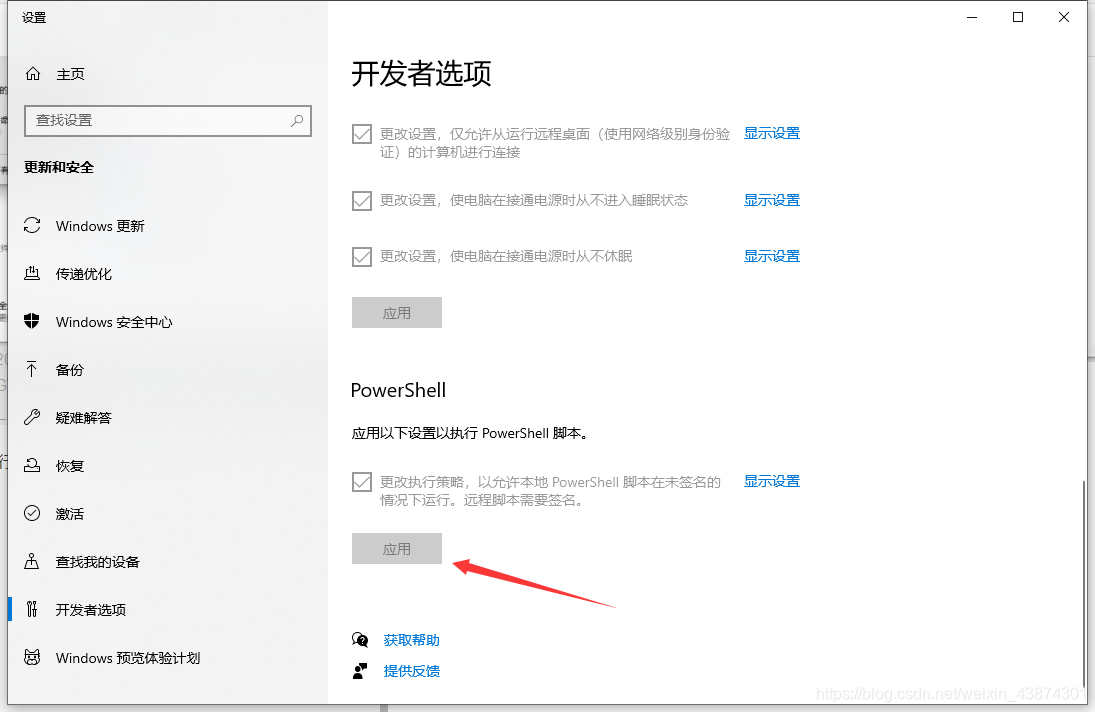 设置
主页
查找设置
更新和安全
Windows 更新
传递优化
Windows 安全中心
备份
疑难解答
恢复
激活
查找我的设备
开发者选项
Windows 预览体验计划
开发者选项
更改设置，仅允许从运行远程桌面（使用网络级别身份验
证）的计算机进行连接
显示设置
更改设置，使电脑在接通电源时从不进入睡眠状态
显示设置
更改设置，使电脑在接通电源时从不休眠
显示设置
应用
PowerShell
应用以下设置以执行 PowerShell 脚本。
更改执行策略，以允许本地 PowerShell 脚本在未签名的
情况下运行。远程脚本需要签名。
显示设置
应用
获取帮助
提供反馈
https://blog.csdn.net/weixin_43874301